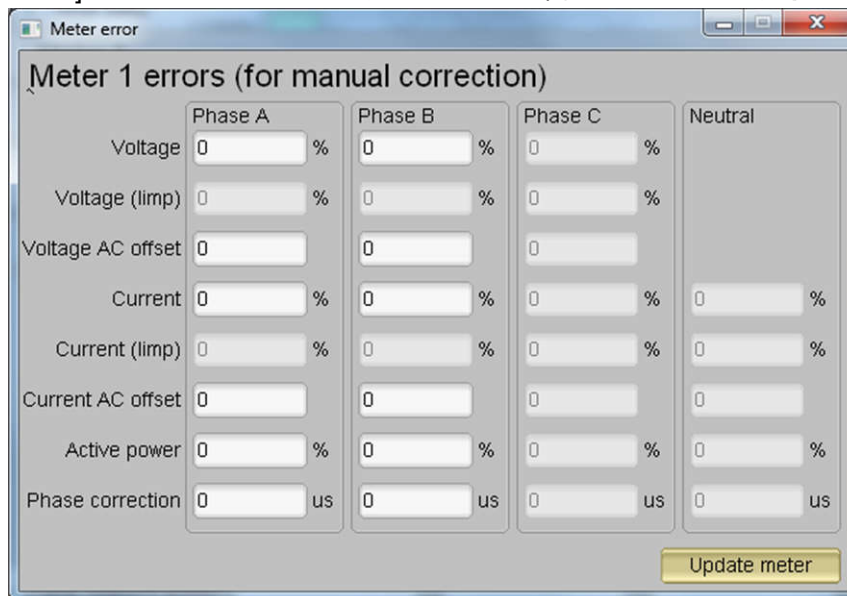 Meter error
Meter 1 errors (for manual correction)
Phase A Phase B Phase C Neutral
Voltage 0 % 0 % 0 %
Voltage (limp) 0 % 0 % 0 %
Voltage AC offset 0 0 0
Current 0 % 0 % 0 % 0 %
Current (limp) 0 % 0 % 0 % 0 %
Current AC offset 0 0 0 0
Active power 0 % 0 % 0 % 0 %
Phase correction 0 us 0 us 0 us 0 us
Update meter